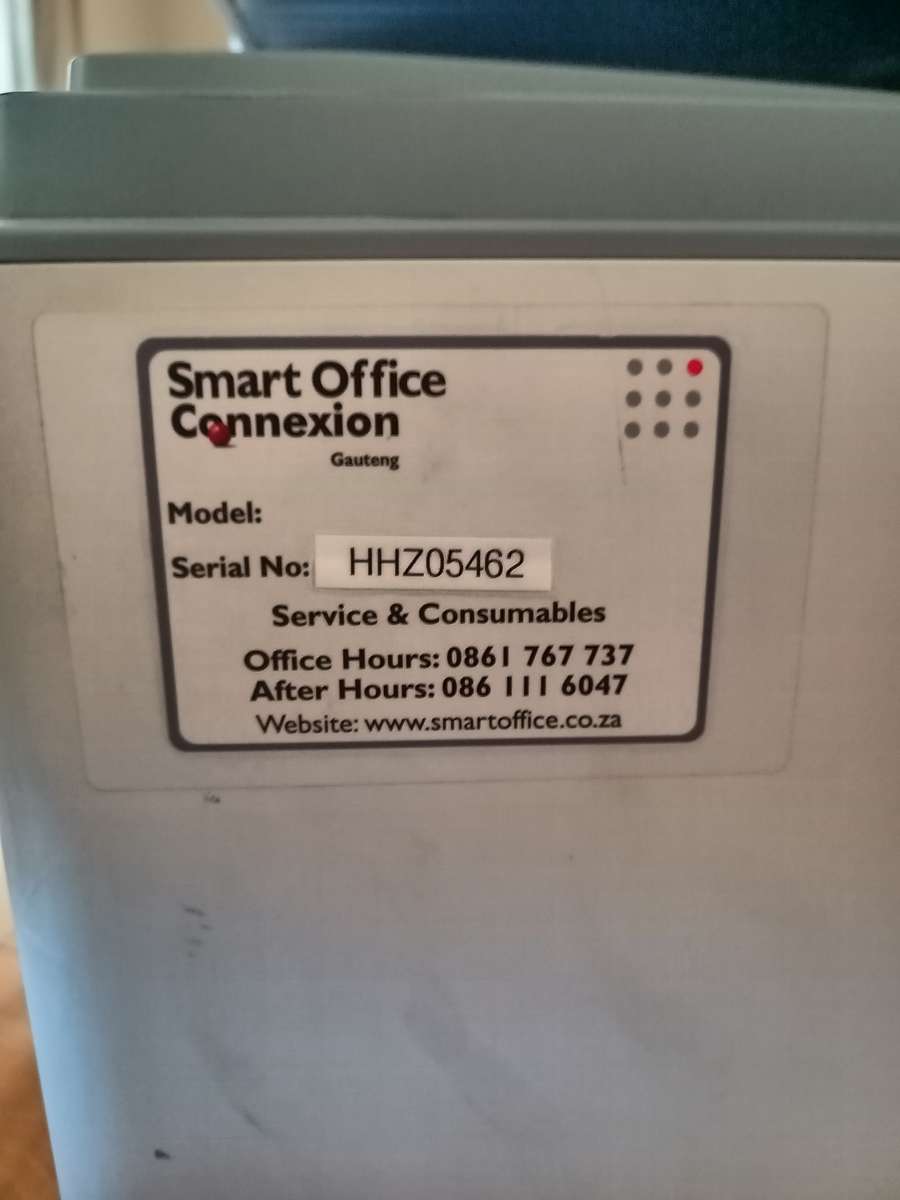 Smart Office
Connexion
Gauteng
Model:
Serial No: HHZ05462
Service & Consumables
Office Hours: 0861 767 737
After Hours: 086 111 6047
Website: www.smartoffice.co.za